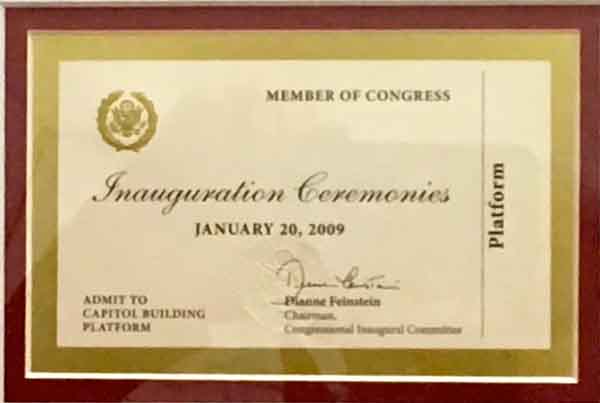 MEMBER OF CONGRESS
Inauguration Ceremonies
JANUARY 20, 2009
Dianne Feinstein
Chairman,
Congressional Inaugural Committee
ADMIT TO
CAPITOL BUILDING
PLATFORM
Platform